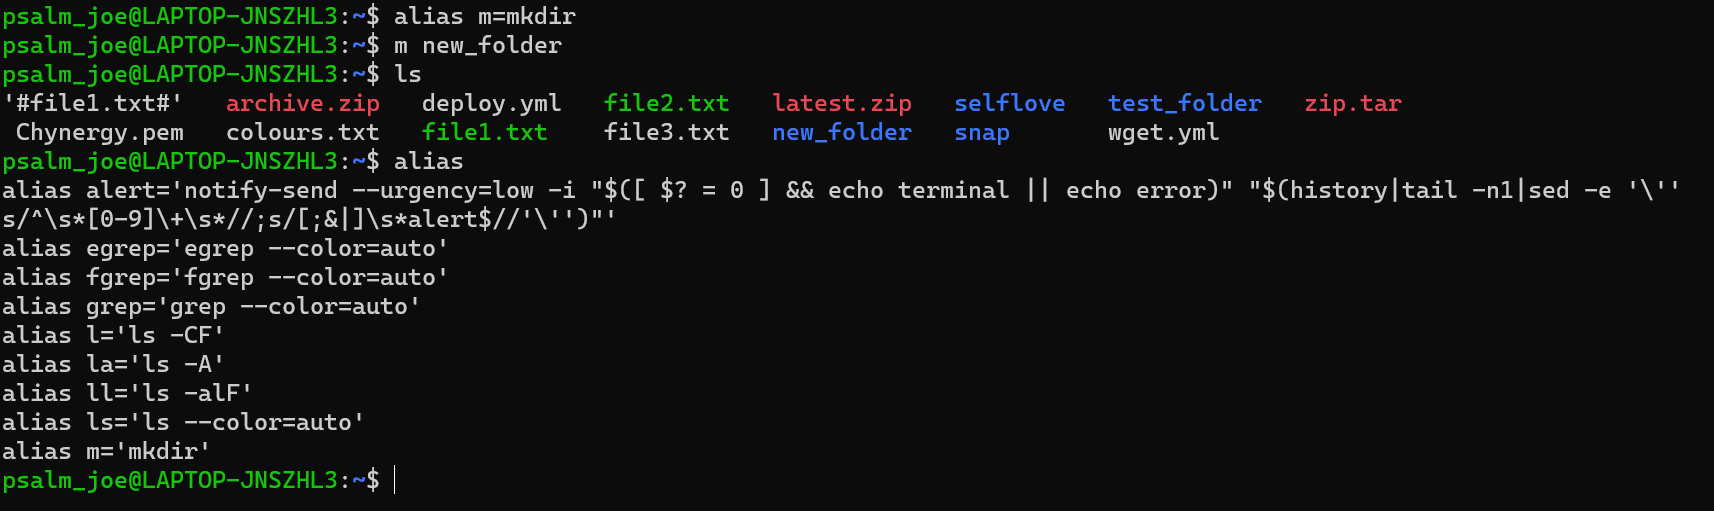 psalm_joe@LAPTOP-JNSZHL3:~$ alias m=mkdir
psalm_joe@LAPTOP-JNSZHL3:~$ m new_folder
psalm_joe@LAPTOP-JNSZHL3:~$ ls
'#file1.txt#'   archive.zip   deploy.yml   file2.txt   latest.zip   selflove   test_folder   zip.tar
 Chynergy.pem   colours.txt   file1.txt    file3.txt   new_folder   snap       wget.yml
psalm_joe@LAPTOP-JNSZHL3:~$ alias
alias alert='notify-send --urgency=low -i "$([ $? = 0 ] && echo terminal || echo error)" "$(history|tail -n1|sed -e '\''
s/^\s*[0-9]\+\s*//;s/[;&|]\s*alert$//'\'')"'
alias egrep='egrep --color=auto'
alias fgrep='fgrep --color=auto'
alias grep='grep --color=auto'
alias l='ls -CF'
alias la='ls -A'
alias ll='ls -alF'
alias ls='ls --color=auto'
alias m='mkdir'
psalm_joe@LAPTOP-JNSZHL3:~$